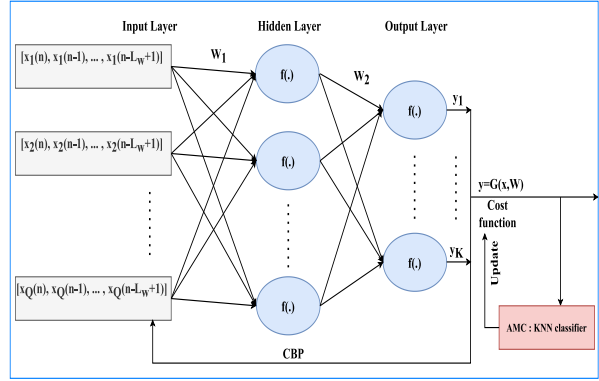 Input Layer
Hidden Layer
Output Layer
[x1(n), x1(n-1), ... , x1(n-LW+1)]
W1
f(.)
W2
f(.)
y1
[x2(n), x2(n-1), ... , x2(n-LW+1)]
f(.)
y=G(x,W)
Cost
function
[xQ(n), xQ(n-1), ... , xQ(n-LW+1)]
f(.)
f(.)
yK
Update
AMC : KNN classifier
CBP